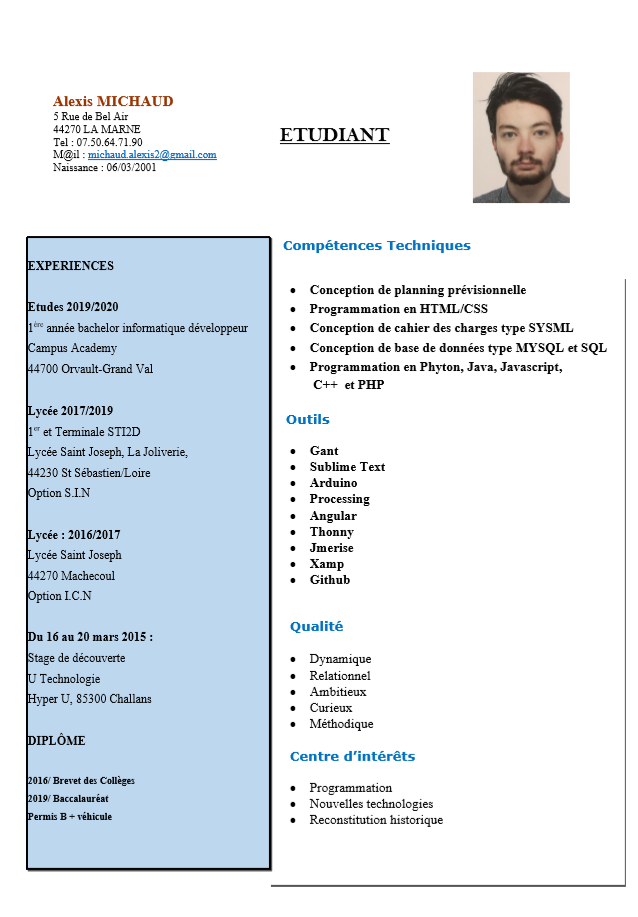 Alexis MICHAUD
5 Rue de Bel Air
44270 LA MARNE
Tel : 07.50.64.71.90
M@il : michaud.alexis2@gmail.com
Naissance : 06/03/2001
ETUDIANT
EXPERIENCES
Etudes 2019/2020
1ère année bachelor informatique développeur
Campus Academy
44700 Orvault-Grand Val
Lycée 2017/2019
1er et Terminale STI2D
Lycée Saint Joseph, La Joliverie,
44230 St Sébastien/Loire
Option S.I.N
Lycée : 2016/2017
Lycée Saint Joseph
44270 Machecoul
Option I.C.N
Du 16 au 20 mars 2015 :
Stage de découverte
U Technologie
Hyper U, 85300 Challans
DIPLÔME
2016/ Brevet des Collèges
2019/ Baccalauréat
Permis B + véhicule
Compétences Techniques
• Conception de planning prévisionnelle
• Programmation en HTML/CSS
• Conception de cahier des charges type SYSML
• Conception de base de données type MYSQL et SQL
• Programmation en Phyton, Java, Javascript,
C++ et PHP
Outils
• Gant
• Sublime Text
• Arduino
• Processing
• Angular
• Thonny
• Jmerise
• Xamp
• Github
Qualité
• Dynamique
• Relationnel
• Ambitieux
• Curieux
• Méthodique
Centre d'intérêts
• Programmation
• Nouvelles technologies
• Reconstitution historique